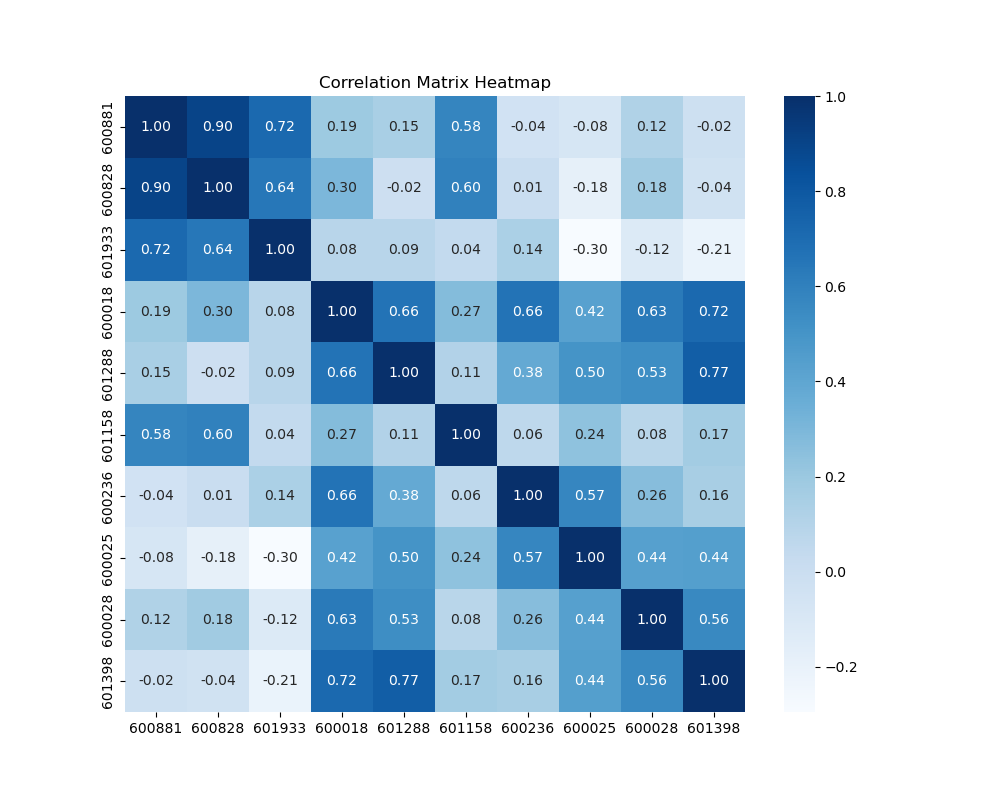 Correlation Matrix Heatmap
600881 1.00 0.90 0.72 0.19 0.15 0.58 -0.04 -0.08 0.12 -0.02
600828 0.90 1.00 0.64 0.30 -0.02 0.60 0.01 -0.18 0.18 -0.04
601933 0.72 0.64 1.00 0.08 0.09 0.04 0.14 -0.30 -0.12 -0.21
600018 0.19 0.30 0.08 1.00 0.66 0.27 0.66 0.42 0.63 0.72
601288 0.15 -0.02 0.09 0.66 1.00 0.11 0.38 0.50 0.53 0.77
601158 0.58 0.60 0.04 0.27 0.11 1.00 0.06 0.24 0.08 0.17
600236 -0.04 0.01 0.14 0.66 0.38 0.06 1.00 0.57 0.26 0.16
600025 -0.08 -0.18 -0.30 0.42 0.50 0.24 0.57 1.00 0.44 0.44
600028 0.12 0.18 -0.12 0.63 0.53 0.08 0.26 0.44 1.00 0.56
601398 -0.02 -0.04 -0.21 0.72 0.77 0.17 0.16 0.44 0.56 1.00
600881 600828 601933 600018 601288 601158 600236 600025 600028 601398
1.0
0.8
0.6
0.4
0.2
0.0
−0.2